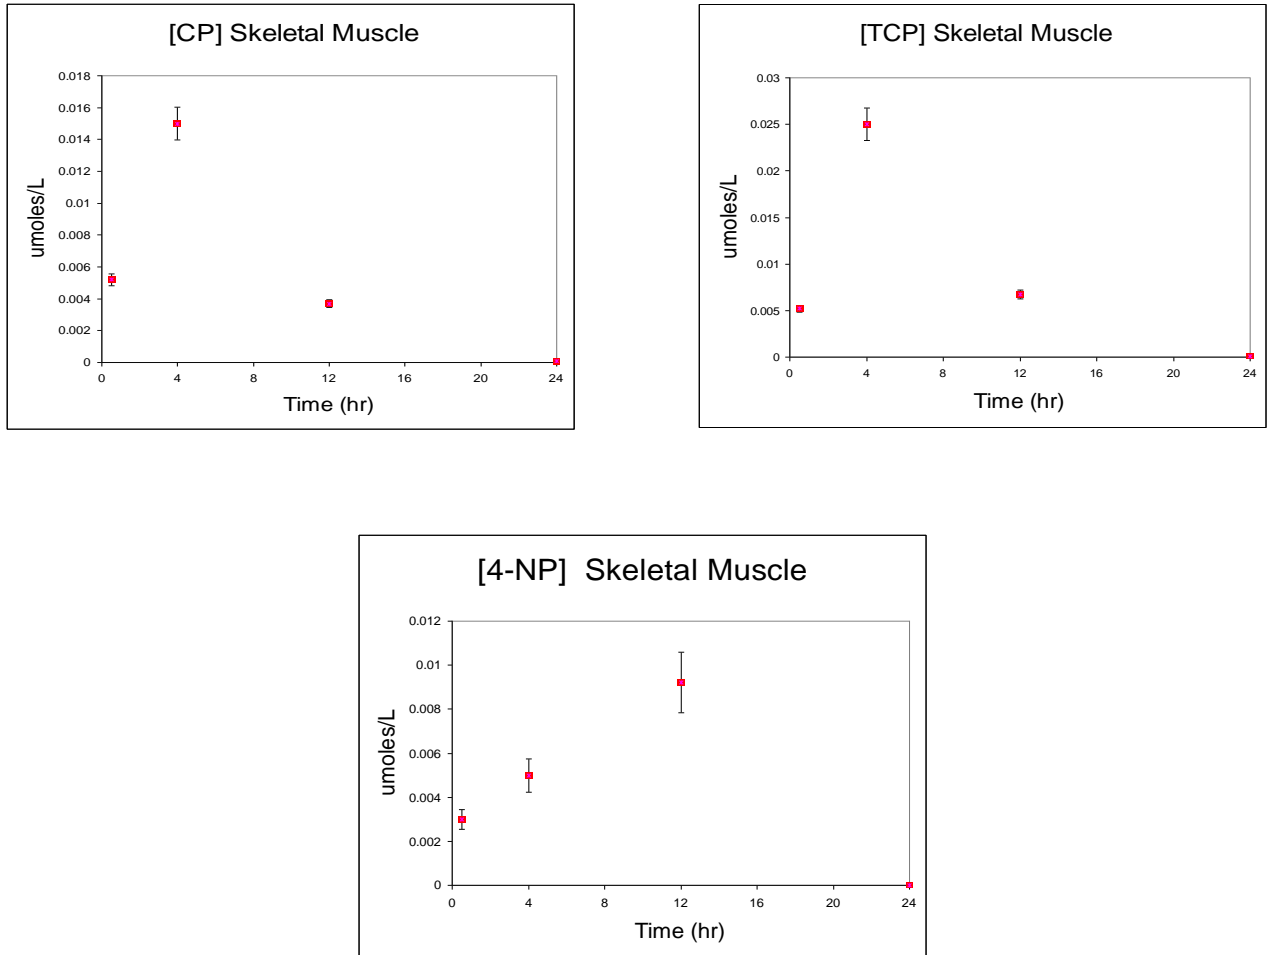 [CP] Skeletal Muscle
0.018
0.016
0.014
0.012
0.01
0.008
0.006
0.004
0.002
0
umoles/L
0 4 8 12 16 20 24
Time (hr)
[TCP] Skeletal Muscle
0.03
0.025
0.02
0.015
0.01
0.005
0
umoles/L
0 4 8 12 16 20 24
Time (hr)
[4-NP] Skeletal Muscle
0.012
0.01
0.008
0.006
0.004
0.002
0
umoles/L
0 4 8 12 16 20 24
Time (hr)